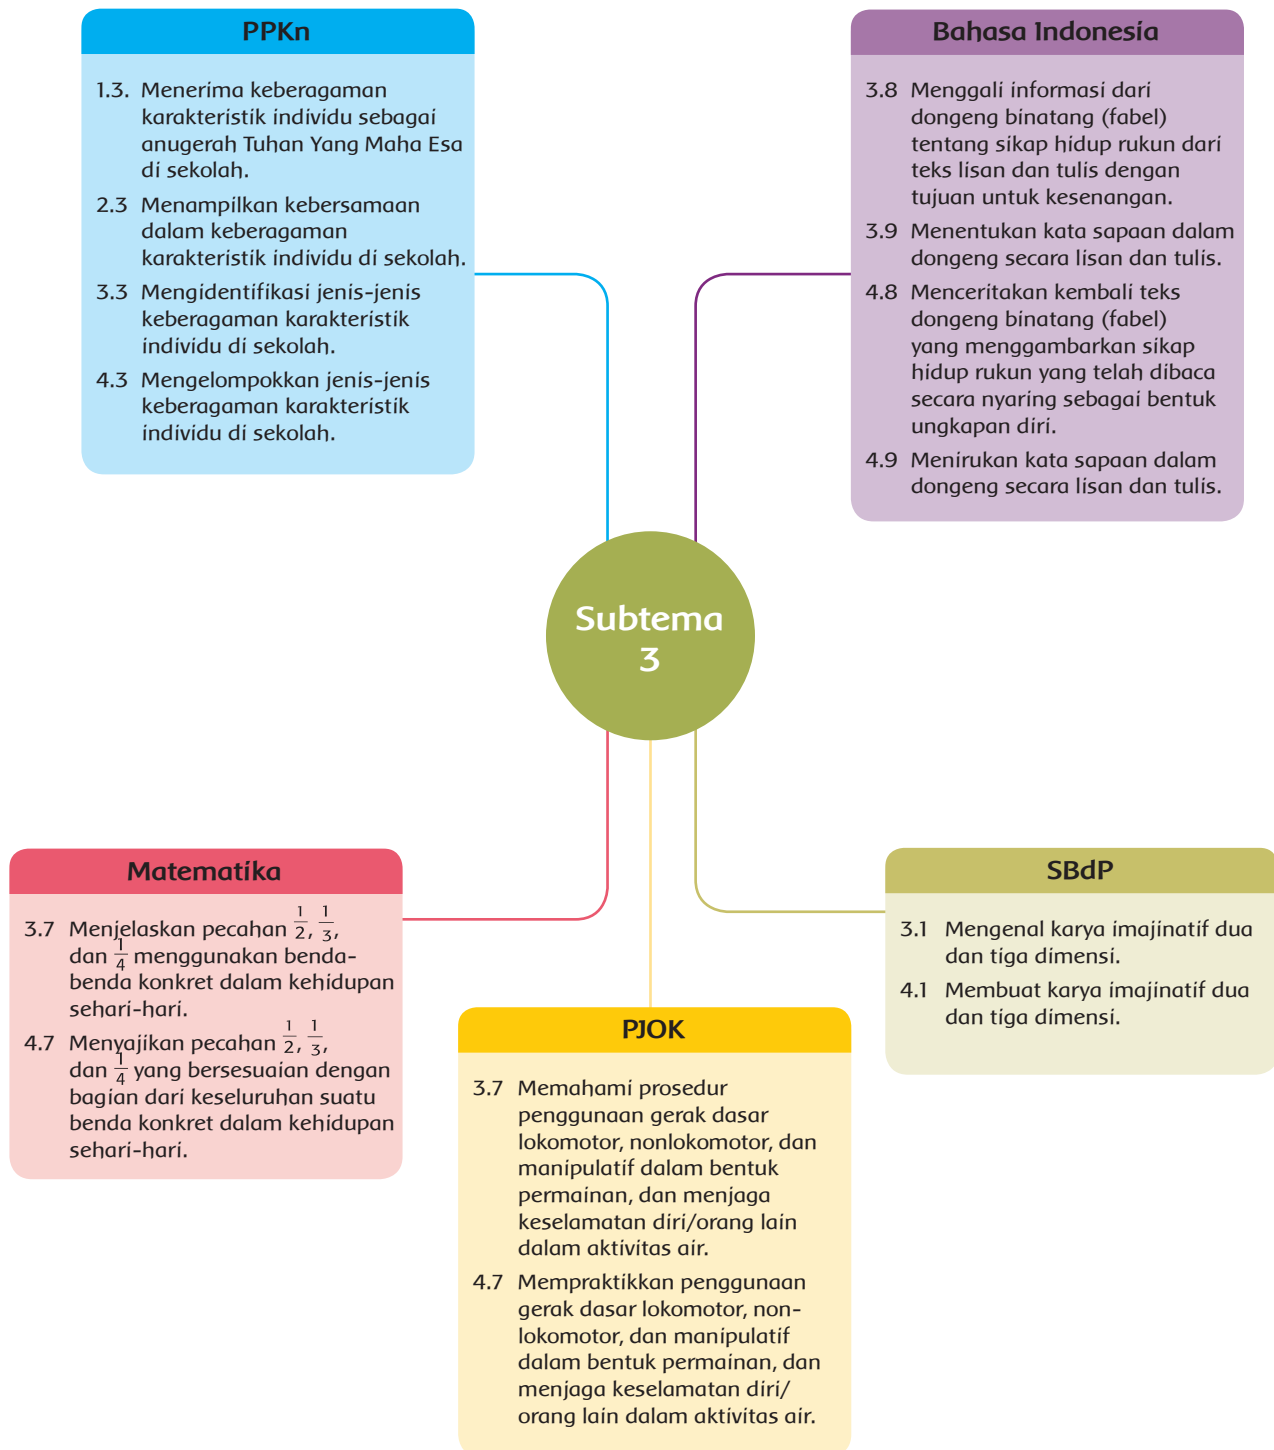 PPKn
1.3. Menerima keberagaman
karakteristik individu sebagai
anugerah Tuhan Yang Maha Esa
di sekolah.
2.3 Menampilkan kebersamaan
dalam keberagaman
karakteristik individu di sekolah.
3.3 Mengidentifikasi jenis-jenis
keberagaman karakteristik
individu di sekolah.
4.3 Mengelompokkan jenis-jenis
keberagaman karakteristik
individu di sekolah.
Bahasa Indonesia
3.8 Menggali informasi dari
dongeng binatang (fabel)
tentang sikap hidup rukun dari
teks lisan dan tulis dengan
tujuan untuk kesenangan.
3.9 Menentukan kata sapaan dalam
dongeng secara lisan dan tulis.
4.8 Menceritakan kembali teks
dongeng binatang (fabel)
yang menggambarkan sikap
hidup rukun yang telah dibaca
secara nyaring sebagai bentuk
ungkapan diri.
4.9 Menirukan kata sapaan dalam
dongeng secara lisan dan tulis.
Subtema
3
Matematika
3.7 Menjelaskan pecahan 1/2, 1/3,
dan 1/4 menggunakan benda-
benda konkret dalam kehidupan
sehari-hari.
4.7 Menyajikan pecahan 1/2, 1/3,
dan 1/4 yang bersesuaian dengan
bagian dari keseluruhan suatu
benda konkret dalam kehidupan
sehari-hari.
PJOK
3.7 Memahami prosedur
penggunaan gerak dasar
lokomotor, nonlokomotor, dan
manipulatif dalam bentuk
permainan, dan menjaga
keselamatan diri/orang lain
dalam aktivitas air.
4.7 Mempraktikkan penggunaan
gerak dasar lokomotor, non-
lokomotor, dan manipulatif
dalam bentuk permainan, dan
menjaga keselamatan diri/
orang lain dalam aktivitas air.
SBdP
3.1 Mengenal karya imajinatif dua
dan tiga dimensi.
4.1 Membuat karya imajinatif dua
dan tiga dimensi.